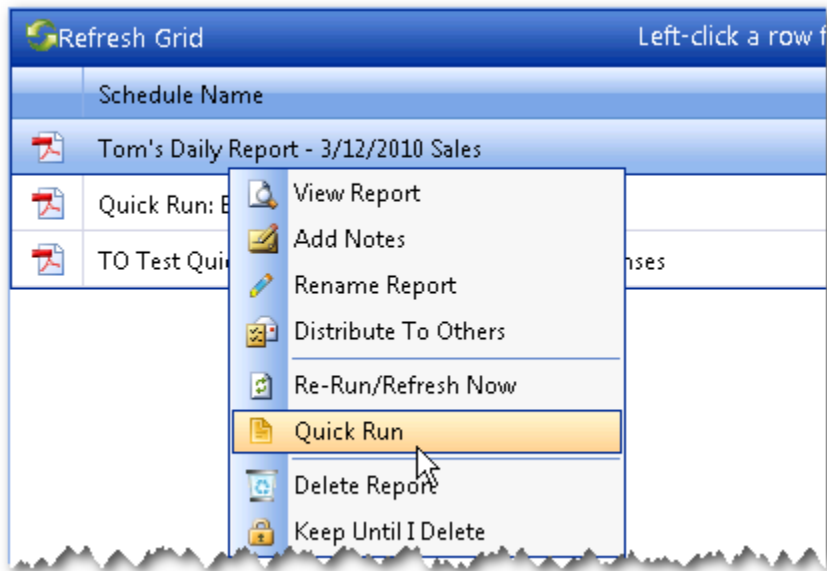 Refresh Grid Left-click a row
Schedule Name
Tom's Daily Report - 3/12/2010 Sales
Quick Run:
TO Test
View Report
Add Notes
Rename Report
Distribute To Others
Re-Run/Refresh Now
Quick Run
Delete Report
Keep Until I Delete